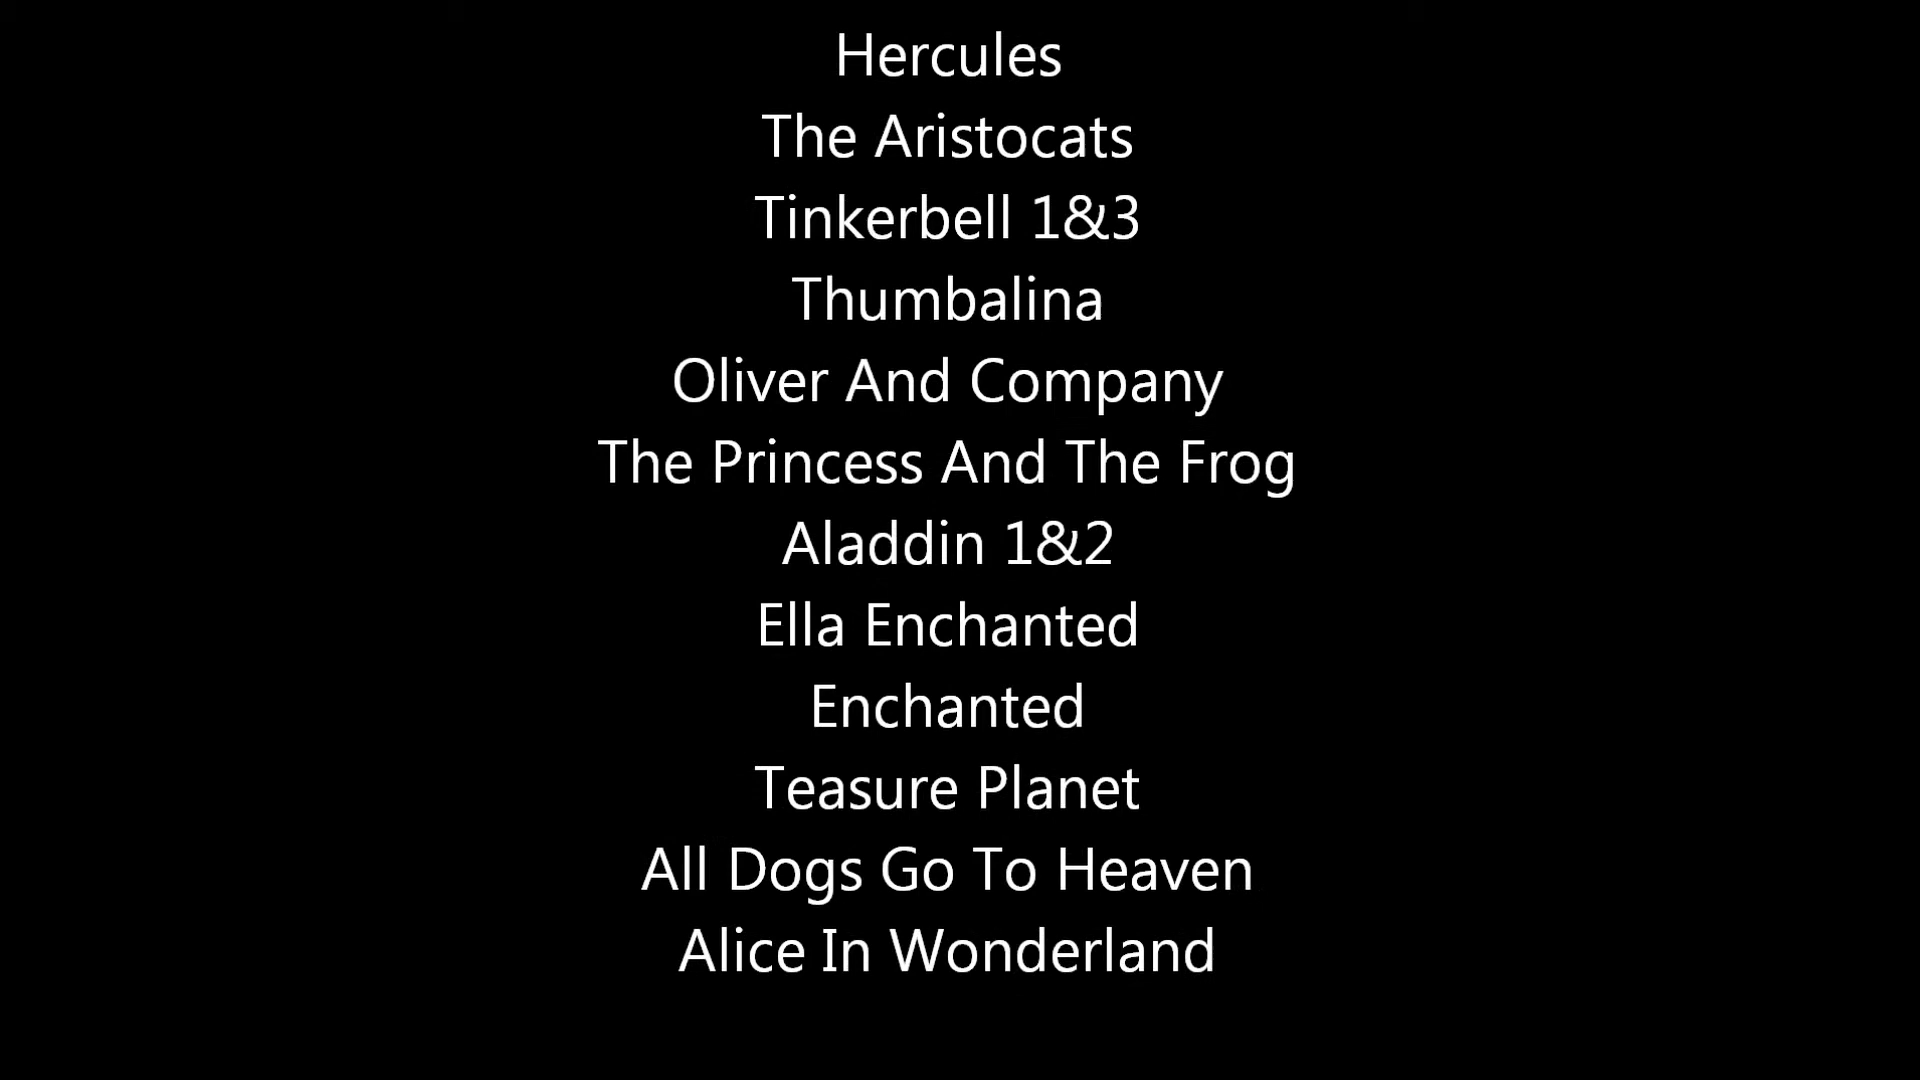 Hercules
The Aristocats
Tinkerbell 1&3
Thumbalina
Oliver And Company
The Princess And The Frog
Aladdin 1&2
Ella Enchanted
Enchanted
Teasure Planet
All Dogs Go To Heaven
Alice In Wonderland